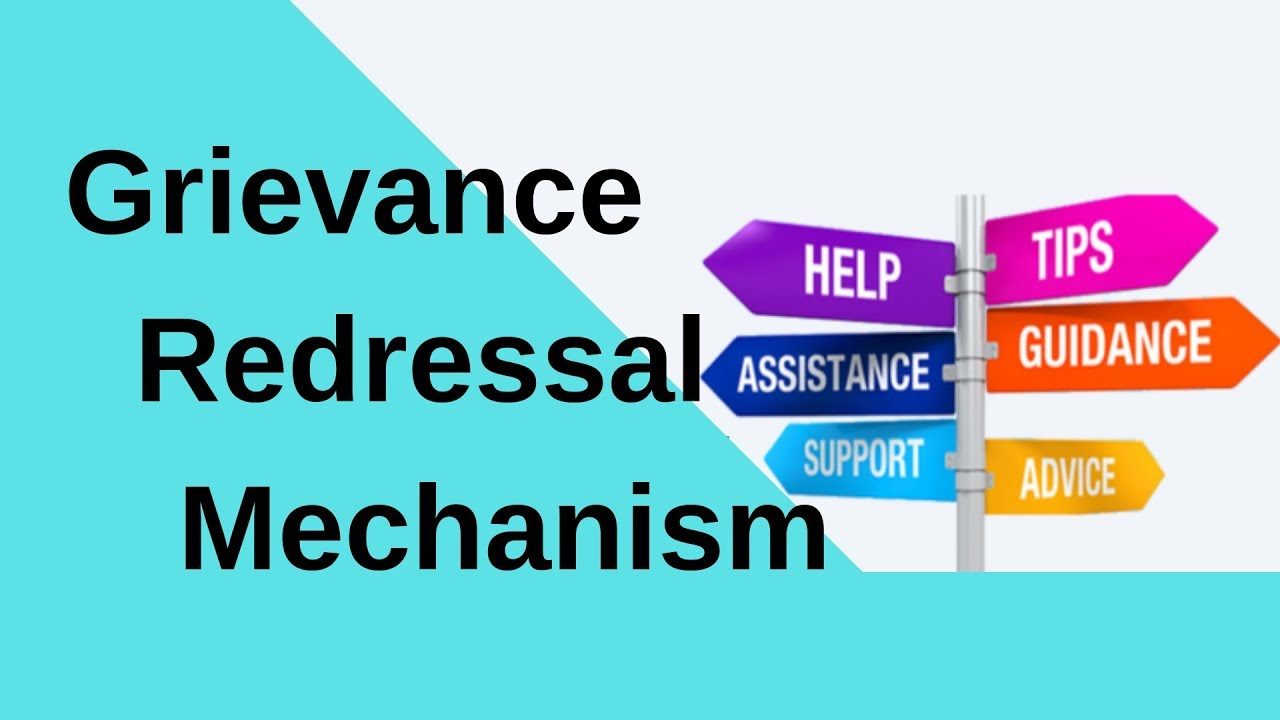 Grievance
Redressal
Mechanism
HELP
TIPS
ASSISTANCE
GUIDANCE
SUPPORT
ADVICE